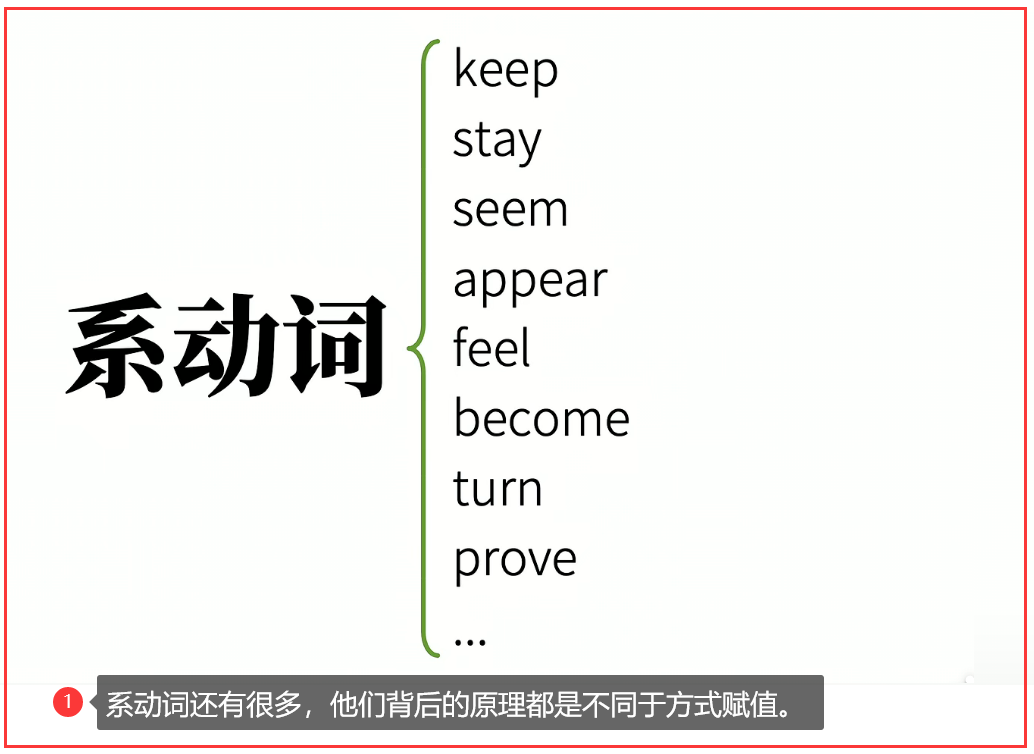 keep
stay
seem
appear
系动词
feel
become
turn
prove
...
1 系动词还有很多，他们背后的原理都是不同于方式赋值。